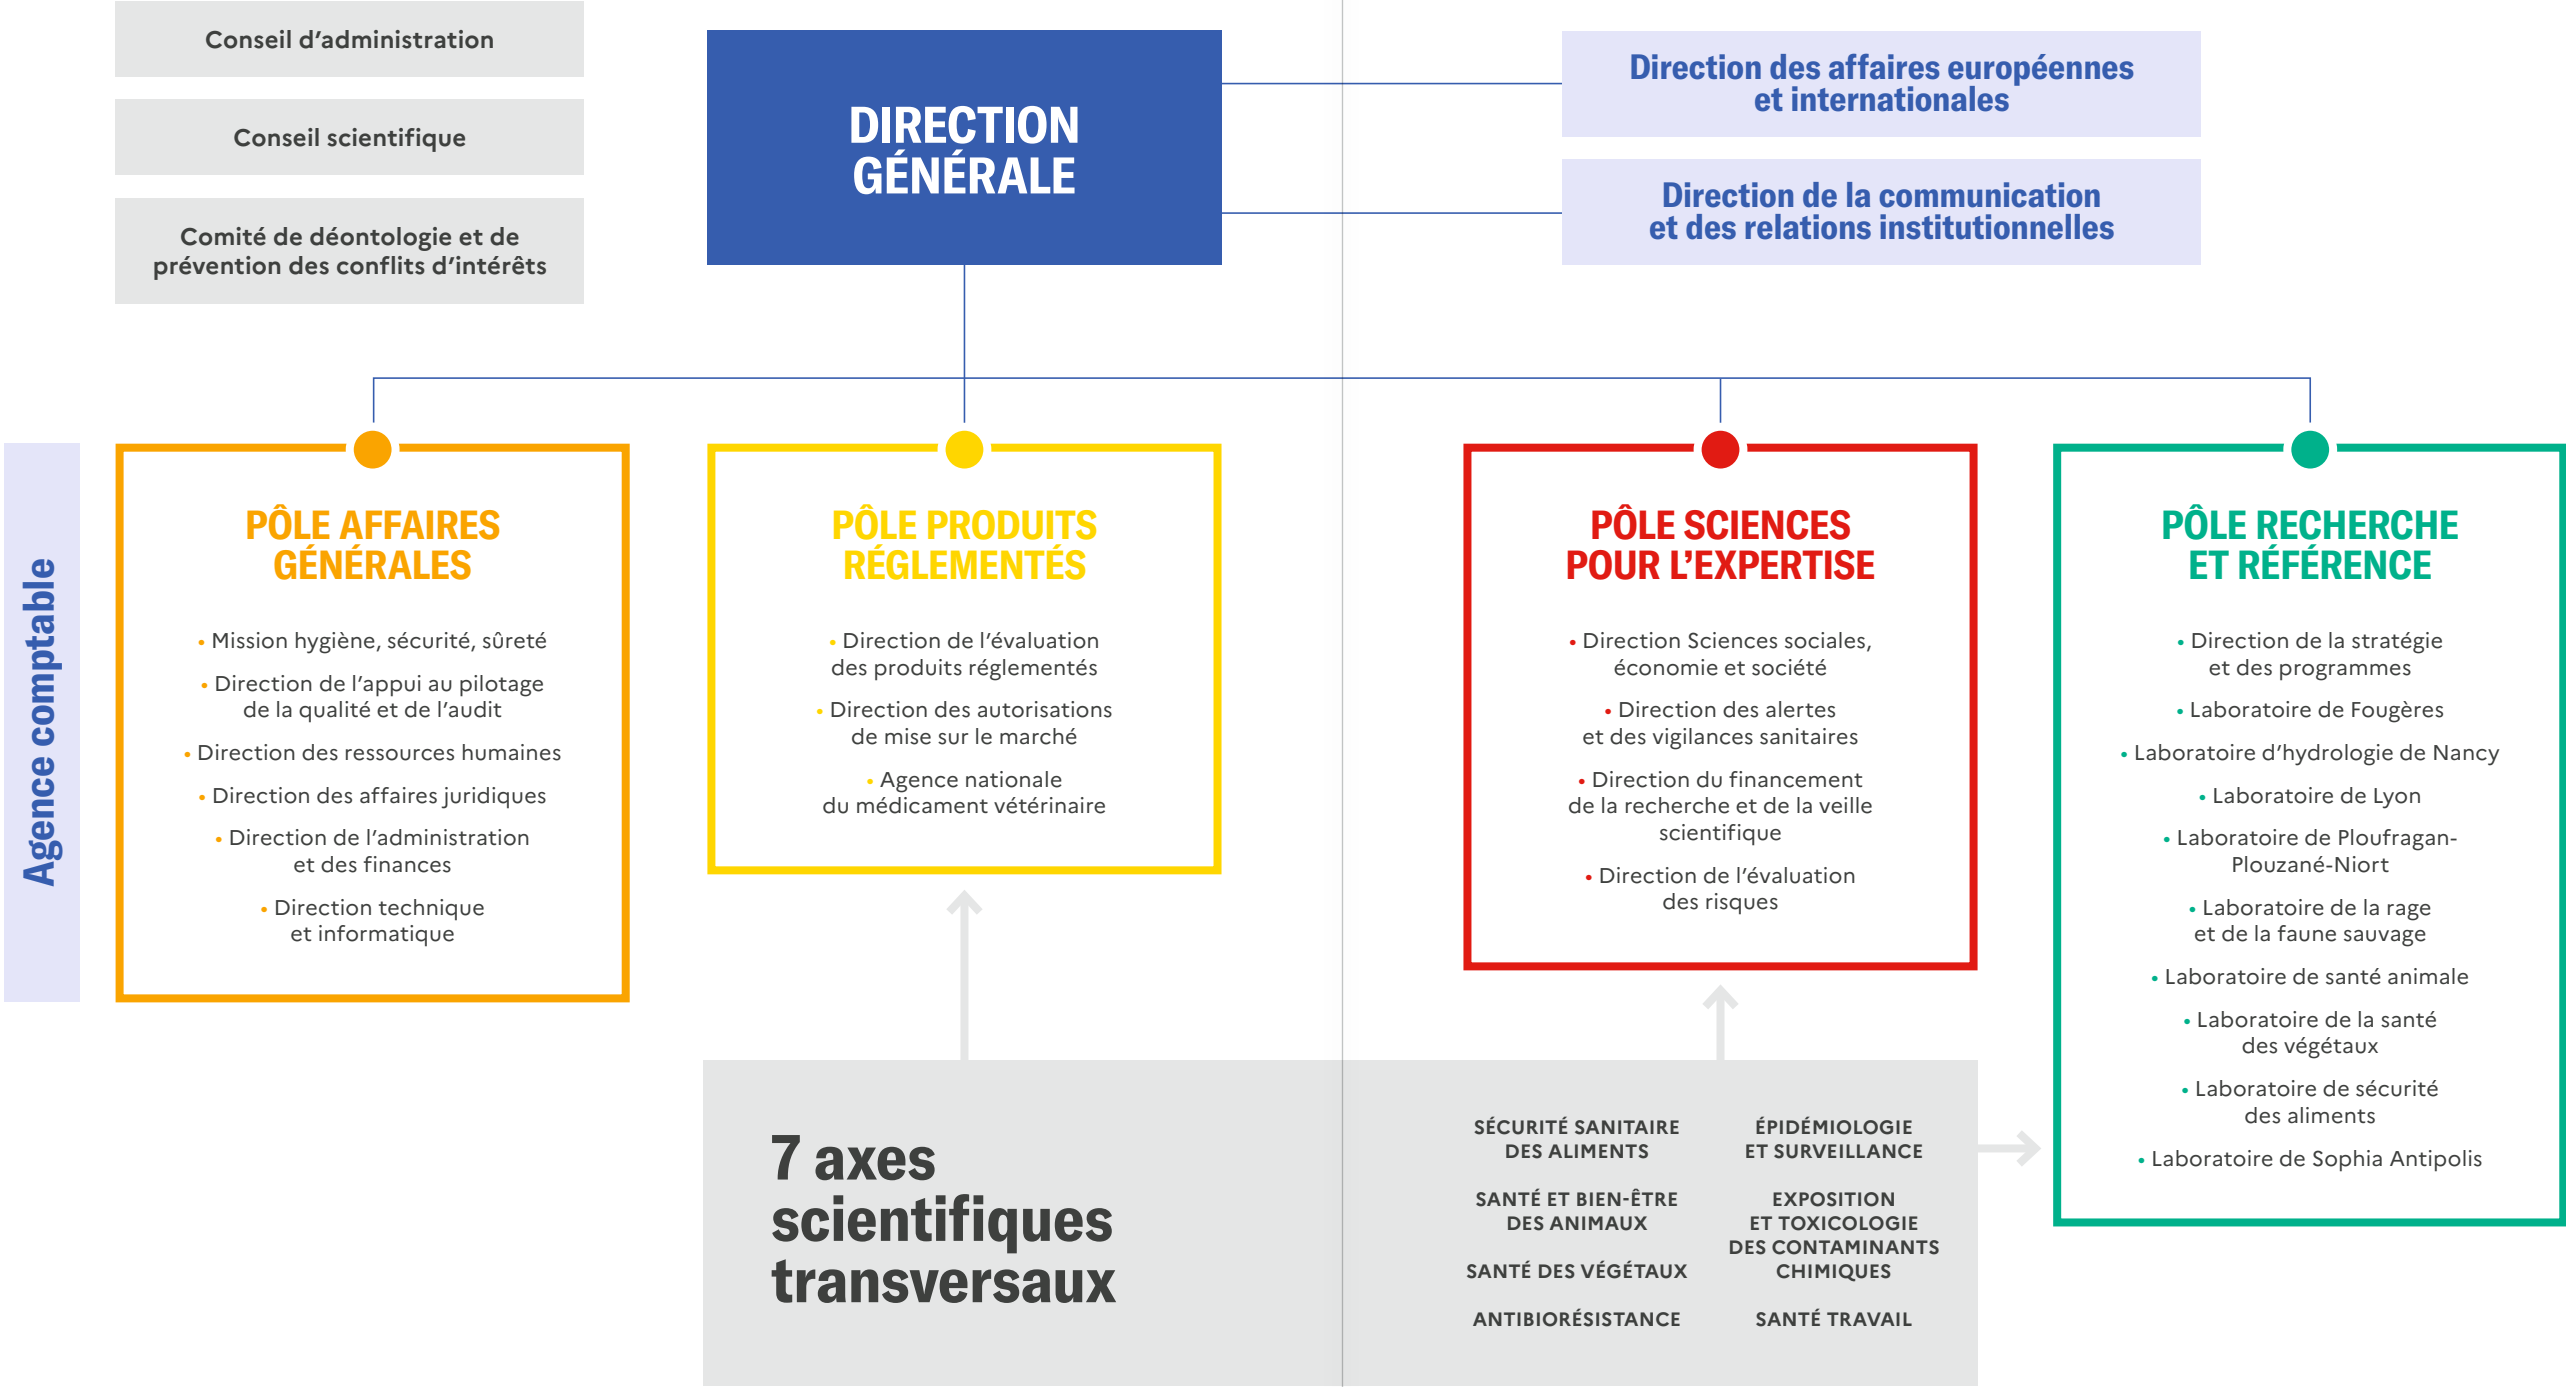 Conseil d'administration
Conseil scientifique
Comité de déontologie et de
prévention des conflits d'intérêts
DIRECTION
GÉNÉRALE
Direction des affaires européennes
et internationales
Direction de la communication
et des relations institutionnelles
Agence comptable
PÔLE AFFAIRES
GÉNÉRALES
• Mission hygiène, sécurité, sûreté
• Direction de l'appui au pilotage
de la qualité et de l'audit
• Direction des ressources humaines
• Direction des affaires juridiques
• Direction de l'administration
et des finances
• Direction technique
et informatique
PÔLE PRODUITS
RÉGLEMENTÉS
• Direction de l'évaluation
des produits réglementés
• Direction des autorisations
de mise sur le marché
• Agence nationale
du médicament vétérinaire
PÔLE SCIENCES
POUR L'EXPERTISE
• Direction Sciences sociales,
économie et société
• Direction des alertes
et des vigilances sanitaires
• Direction du financement
de la recherche et de la veille
scientifique
• Direction de l'évaluation
des risques
PÔLE RECHERCHE
ET RÉFÉRENCE
• Direction de la stratégie
et des programmes
• Laboratoire de Fougères
• Laboratoire d'hydrologie de Nancy
• Laboratoire de Lyon
• Laboratoire de Ploufragan-
Plouzané-Niort
• Laboratoire de la rage
et de la faune sauvage
• Laboratoire de santé animale
• Laboratoire de la santé
des végétaux
• Laboratoire de sécurité
des aliments
• Laboratoire de Sophia Antipolis
7 axes
scientifiques
transversaux
SÉCURITÉ SANITAIRE
DES ALIMENTS
SANTÉ ET BIEN-ÊTRE
DES ANIMAUX
SANTÉ DES VÉGÉTAUX
ANTIBIORÉSISTANCE
ÉPIDÉMIOLOGIE
ET SURVEILLANCE
EXPOSITION
ET TOXICOLOGIE
DES CONTAMINANTS
CHIMIQUES
SANTÉ TRAVAIL